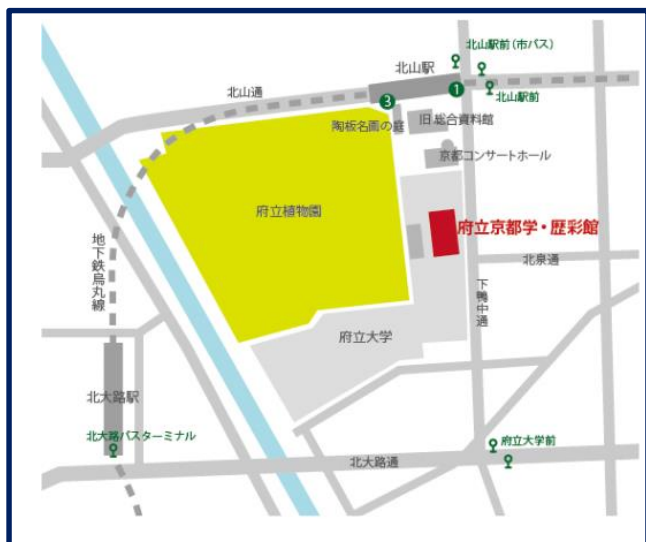 北山駅前(市バス)
北山駅
北山通
3
1
北山駅前
陶板名画の庭
旧 総合資料館
京都コンサートホール
府立植物園
府立京都学・歴彩館
地下鉄烏丸線
北泉通
下鴨中通
府立大学
北大路駅
北大路バスターミナル
府立大学前
北大路通